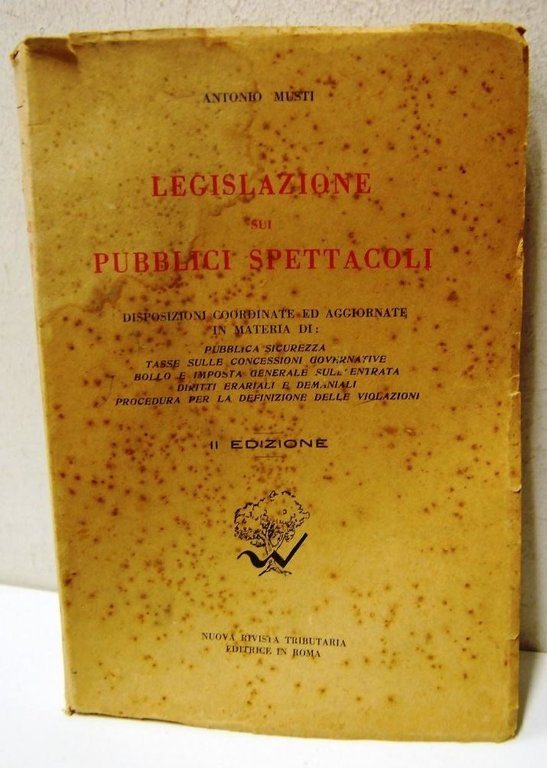 ANTONIO MUSTI
LEGISLAZIONE
SUI
PUBBLICI SPETTACOLI
DISPOSIZIONI COORDINATE ED AGGIORNATE
IN MATERIA DI:
PUBBLICA SICUREZZA
TASSE SULLE CONCESSIONI GOVERNATIVE
BOLLO E IMPOSTA GENERALE SULL'ENTRATA
DIRITTI ERARIALI E DEMANIALI
PROCEDURA PER LA DEFINIZIONE DELLE VIOLAZIONI
II EDIZIONE
NUOVA RIVISTA TRIBUTARIA
EDITRICE IN ROMA